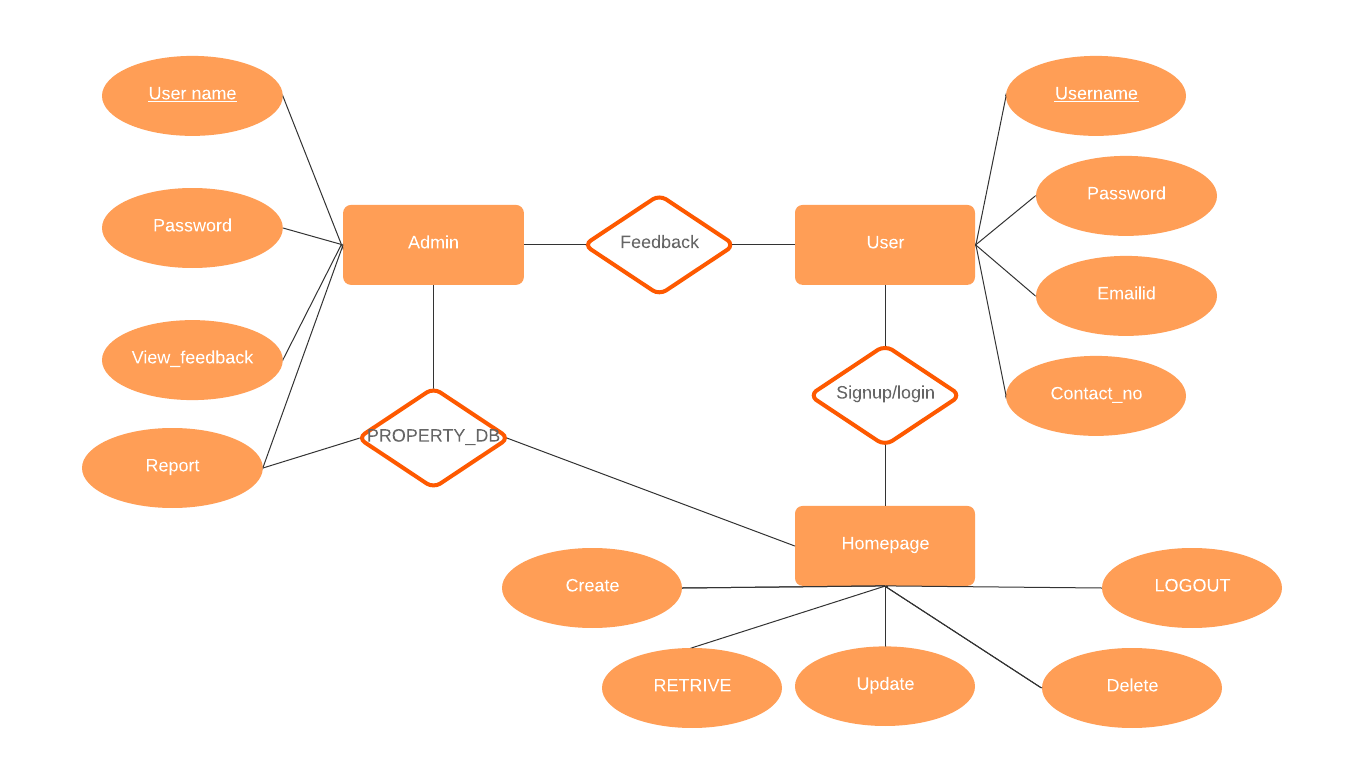 User name
Username
Password
Password
Admin
Feedback
User
Emailid
View_feedback
Signup/login
Contact_no
PROPERTY_DB
Report
Homepage
Create
LOGOUT
RETRIVE
Update
Delete